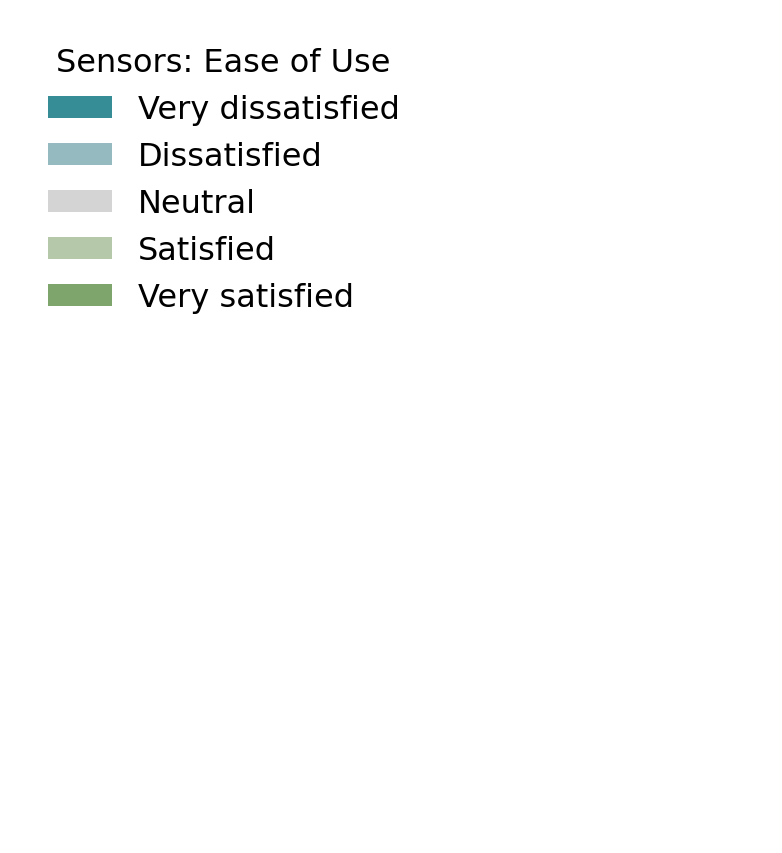 Sensors: Ease of Use
Very dissatisfied
Dissatisfied
Neutral
Satisfied
Very satisfied